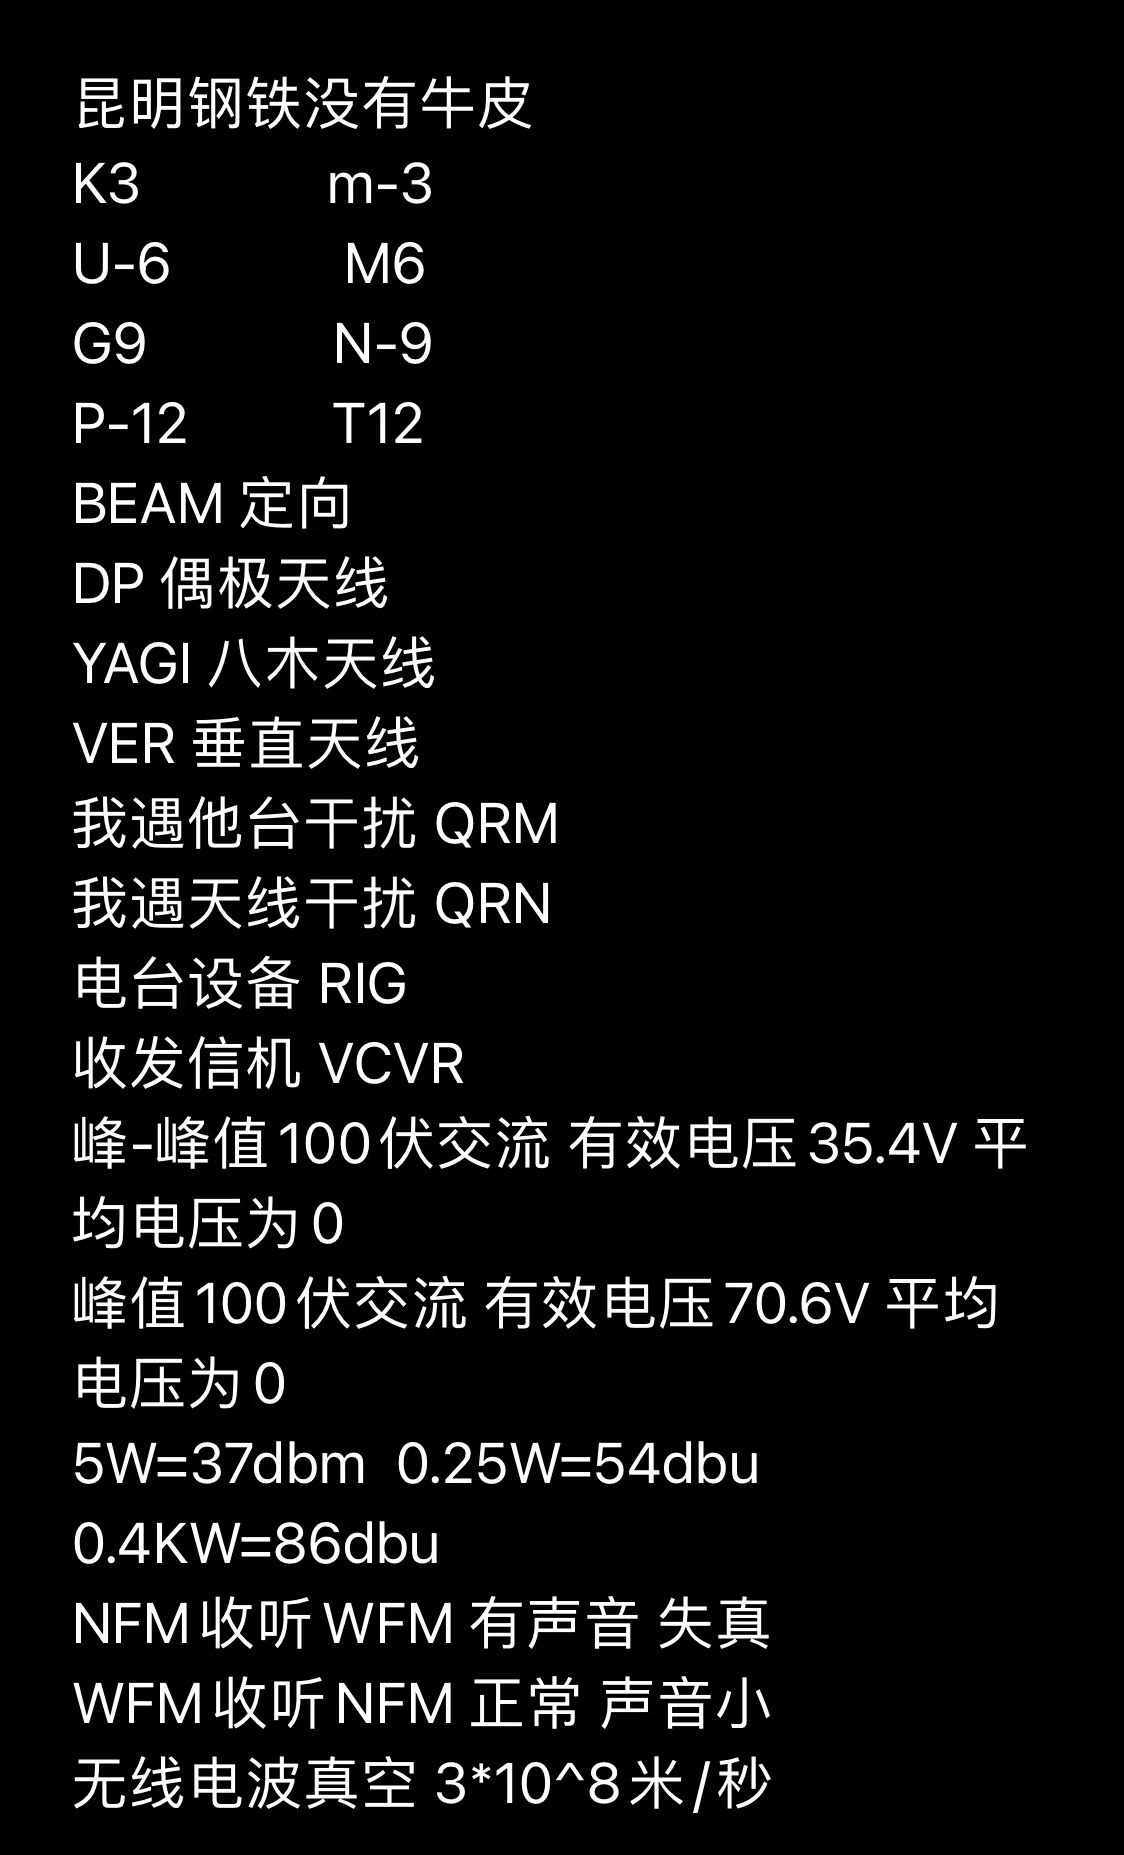 昆明钢铁没有牛皮
K3 m-3
U-6 M6
G9 N-9
P-12 T12
BEAM 定向
DP 偶极天线
YAGI 八木天线
VER 垂直天线
我遇他台干扰 QRM
我遇天线干扰 QRN
电台设备 RIG
收发信机 VCVR
峰-峰值100伏交流 有效电压35.4V 平
均电压为0
峰值100伏交流 有效电压70.6V 平均
电压为0
5W=37dbm 0.25W=54dbu
0.4KW=86dbu
NFM收听WFM 有声音 失真
WFM收听NFM 正常 声音小
无线电波真空 3*10^8米/秒